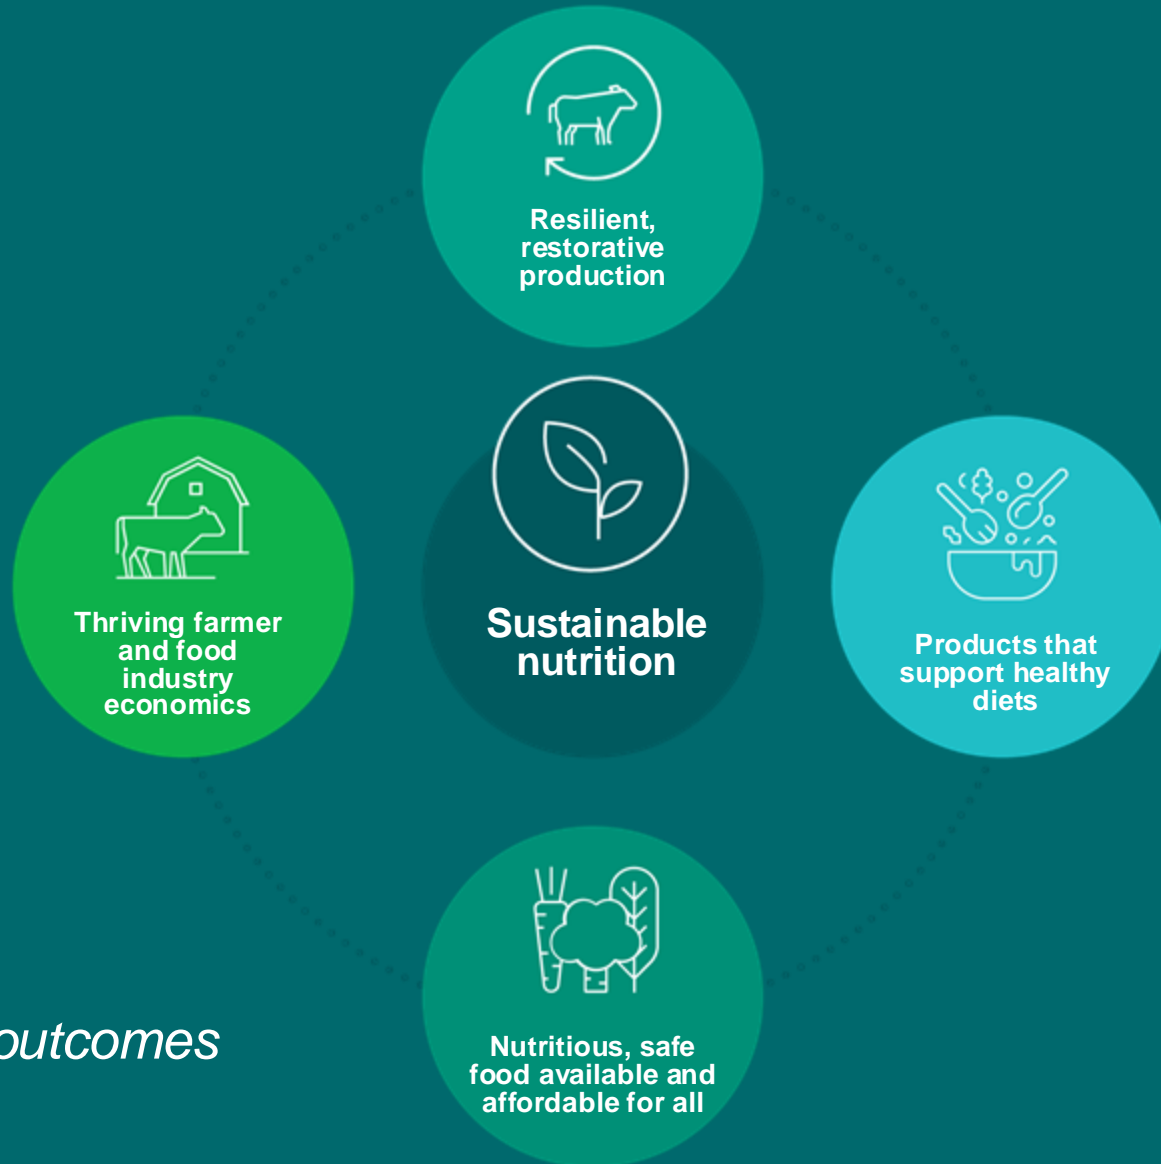 Resilient,
restorative
production
Thriving farmer
and food
industry
economics
Sustainable
nutrition
Products that
support healthy
diets
outcomes
Nutritious, safe
food available and
affordable for all